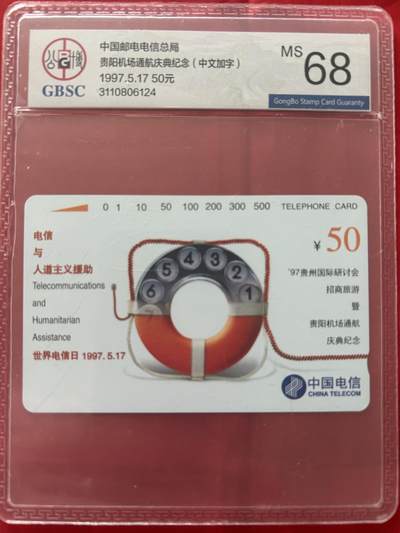 中国邮电电信总局
贵阳机场通航庆典纪念(中文加字)
1997.5.17 50元
3110806124
GBSC
MS 68
GongBo Stamp Card Guaranty
0 1 10 50 100 200 300 500 TELEPHONE CARD
电信
与
人道主义援助
Telecommunications
and
Humanitarian
Assistance
世界电信日 1997.5.17
1
2
3
4
5
6
7
¥50
'97贵州国际研讨会
招商旅游
暨
贵阳机场通航
庆典纪念
中国电信
CHINA TELECOM